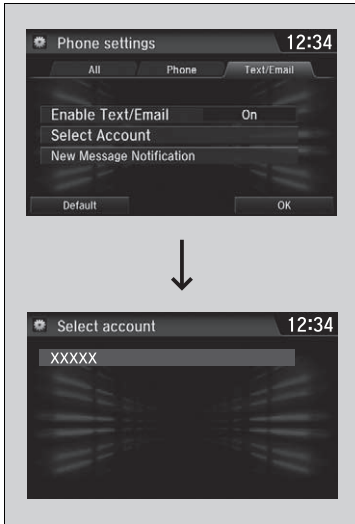 Phone settings 12:34
All Phone Text/Email
Enable Text/Email On
Select Account
New Message Notification
Default OK
Select account 12:34
XXXXX